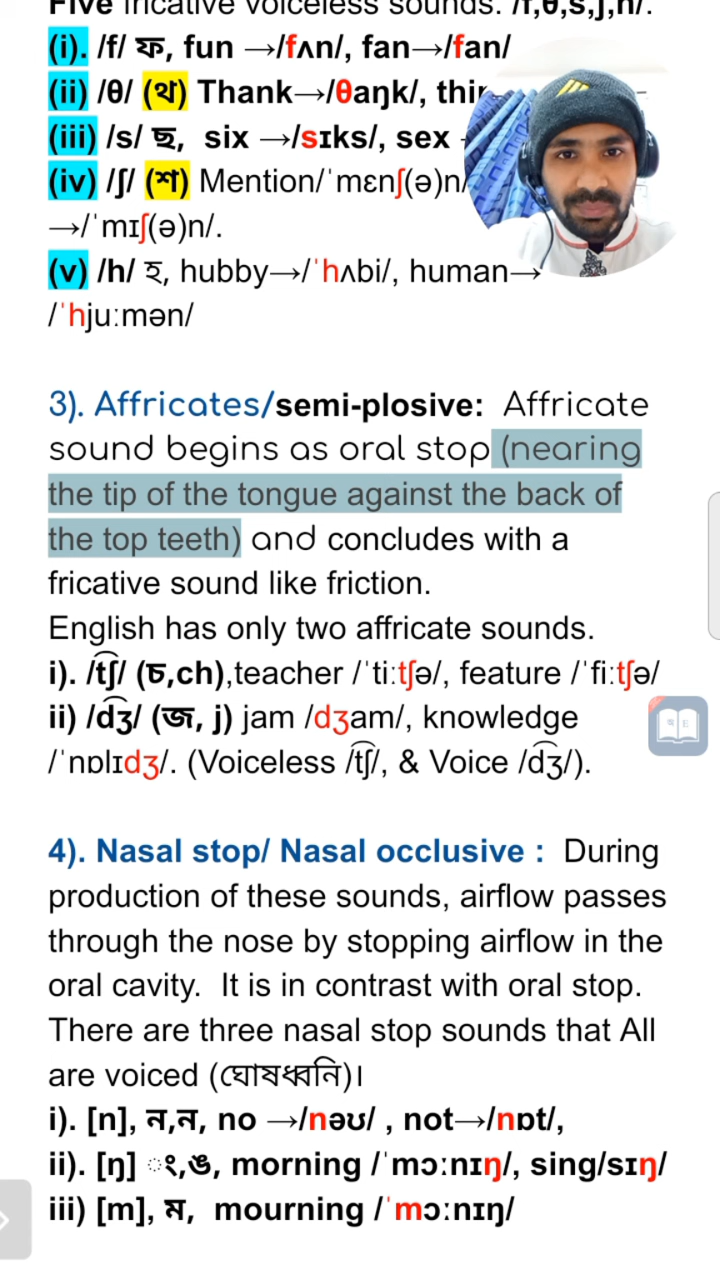 Five fricative voiceless sounds. /f,θ,s,ʃ,h/.
(i). /f/ ফ, fun →/fʌn/, fan→/fan/
(ii) /θ/ (থ) Thank→/θaŋk/,
(iii) /s/ ছ, six →/sɪks/, sex
(iv) /ʃ/ (শ) Mention/ˈmɛnʃ(ə)n/
→/ˈmɪʃ(ə)n/.
(v) /h/ হ, hubby→/ˈhʌbi/, human→
/ˈhjuːmən/
3). Affricates/semi-plosive: Affricate
sound begins as oral stop (nearing
the tip of the tongue against the back of
the top teeth) and concludes with a
fricative sound like friction.
English has only two affricate sounds.
i). /t͡ʃ/ (চ,ch),teacher /ˈtiːtʃə/, feature /ˈfiːtʃə/
ii) /d͡ʒ/ (জ, j) jam /dʒam/, knowledge
/ˈnɒlɪdʒ/. (Voiceless /t͡ʃ/, & Voice /d͡ʒ/).
4). Nasal stop/ Nasal occlusive : During
production of these sounds, airflow passes
through the nose by stopping airflow in the
oral cavity. It is in contrast with oral stop.
There are three nasal stop sounds that All
are voiced (ঘোষধ্বনি)।
i). [n], ন,ন, no →/nəʊ/ , not→/nɒt/,
ii). [ŋ] ং,ঙ, morning /ˈmɔːnɪŋ/, sing/sɪŋ/
iii) [m], ম, mourning /ˈmɔːnɪŋ/